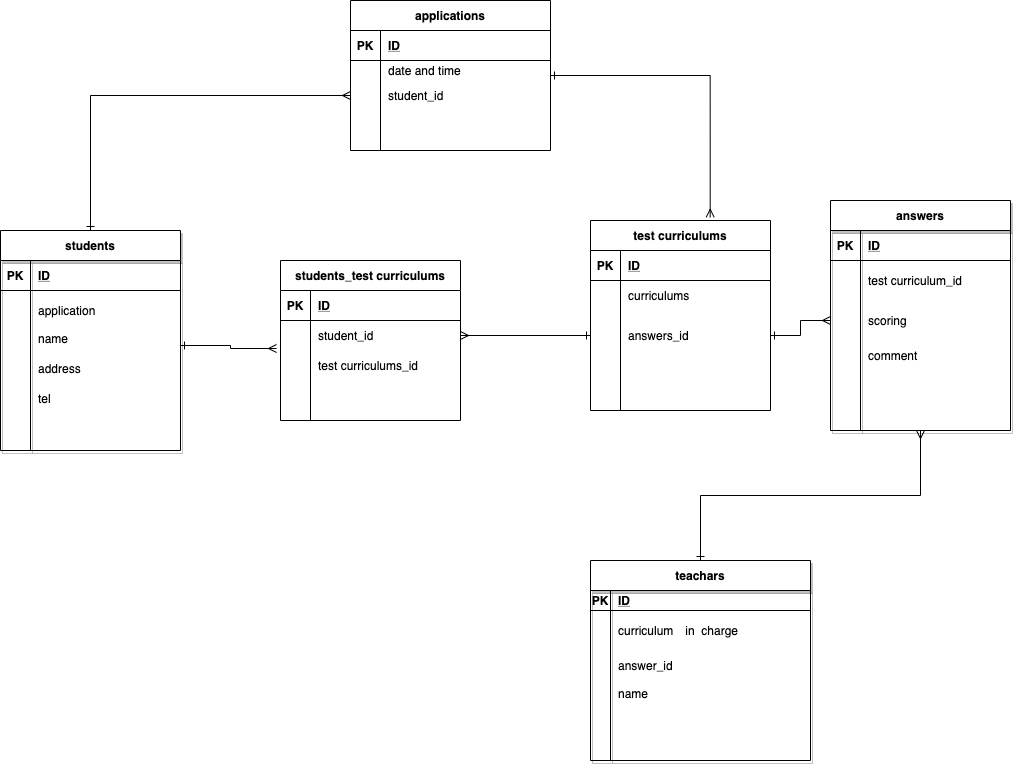 applications
PK ID
date and time
student_id
students
PK ID
application
name
address
tel
students_test curriculums
PK ID
student_id
test curriculums_id
test curriculums
PK ID
curriculums
answers_id
answers
PK ID
test curriculum_id
scoring
comment
teachars
PK ID
curriculum in charge
answer_id
name